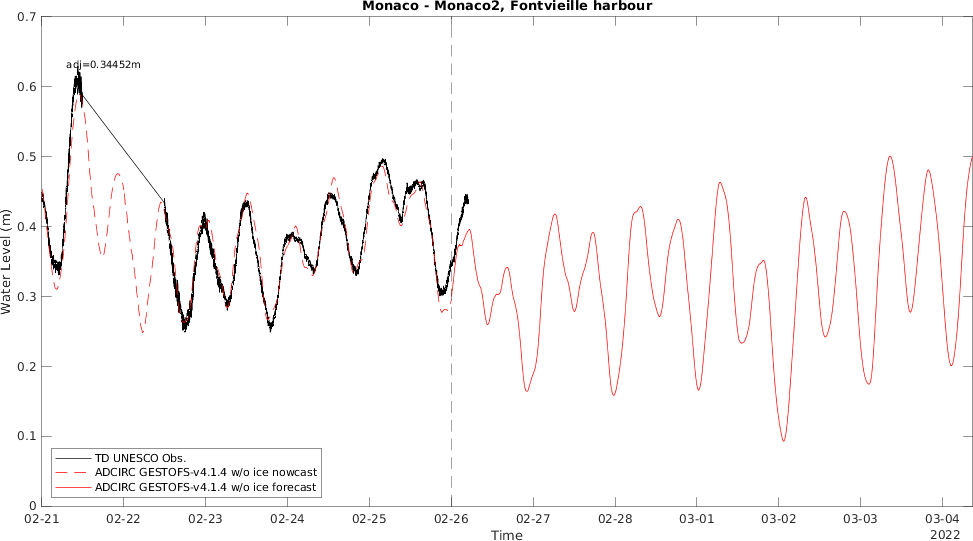 Monaco - Monaco2, Fontvieille harbour
0.7
0.6
0.5
0.4
0.3
0.2
0.1
0
Water Level (m)
adj=0.34452m
TD UNESCO Obs.
ADCIRC GESTOFS-v4.1.4 w/o ice nowcast
ADCIRC GESTOFS-v4.1.4 w/o ice forecast
02-21 02-22 02-23 02-24 02-25 02-26 02-27 02-28 03-01 03-02 03-03 03-04
Time
2022